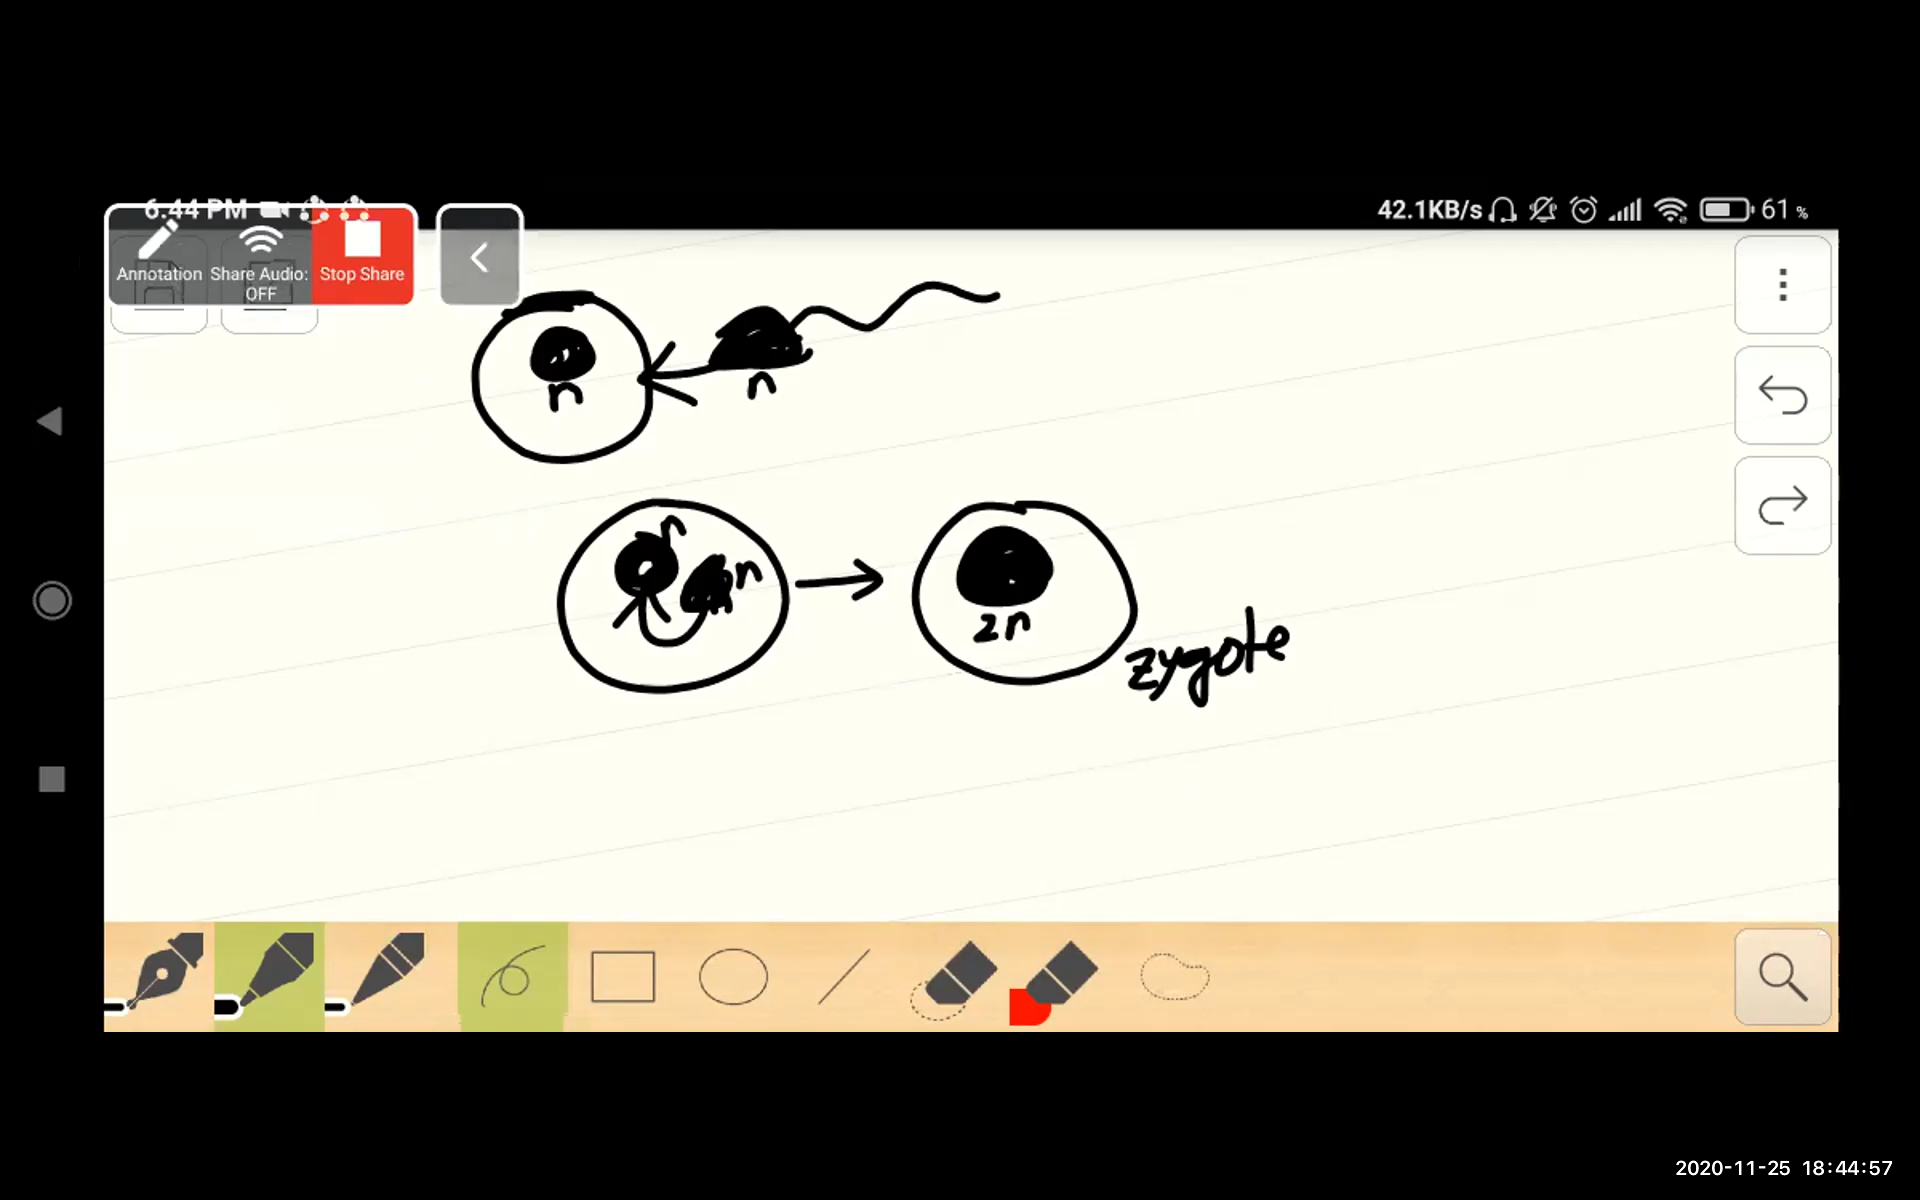 6.44 PM
42.1KB/s 61 %
Annotation Share Audio: OFF Stop Share
n
n
n
n
2n
zygote
2020-11-25 18:44:57